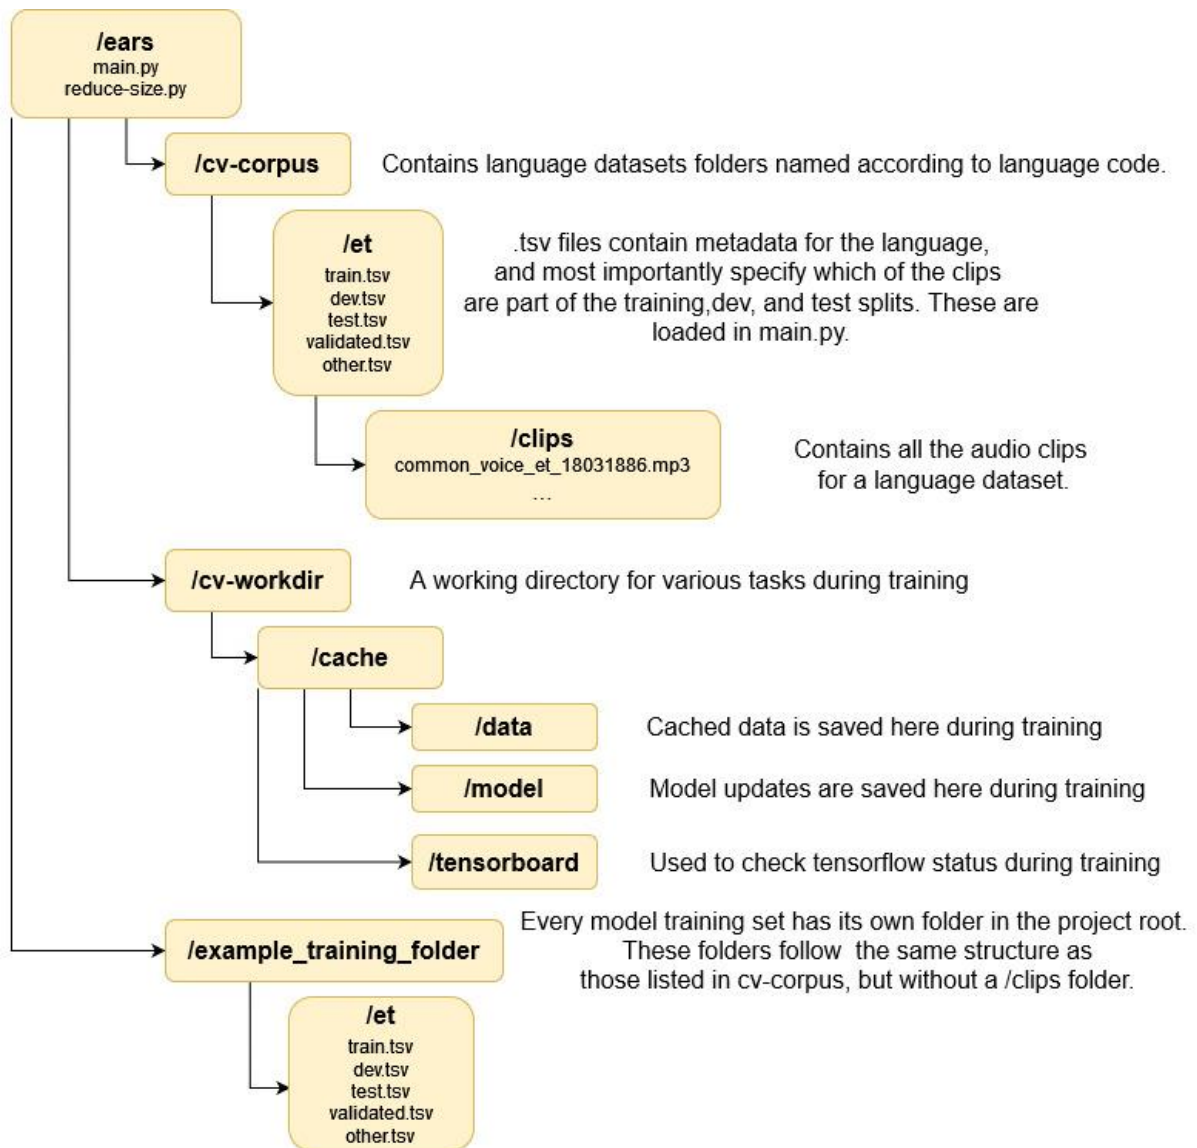 /ears
main.py
reduce-size.py
/cv-corpus
Contains language datasets folders named according to language code.
/et
train.tsv
dev.tsv
test.tsv
validated.tsv
other.tsv
.tsv files contain metadata for the language,
and most importantly specify which of the clips
are part of the training,dev, and test splits. These are
loaded in main.py.
/clips
common_voice_et_18031886.mp3
...
Contains all the audio clips
for a language dataset.
/cv-workdir
A working directory for various tasks during training
/cache
/data
Cached data is saved here during training
/model
Model updates are saved here during training
/tensorboard
Used to check tensorflow status during training
/example_training_folder
Every model training set has its own folder in the project root.
These folders follow the same structure as
those listed in cv-corpus, but without a /clips folder.
/et
train.tsv
dev.tsv
test.tsv
validated.tsv
other.tsv